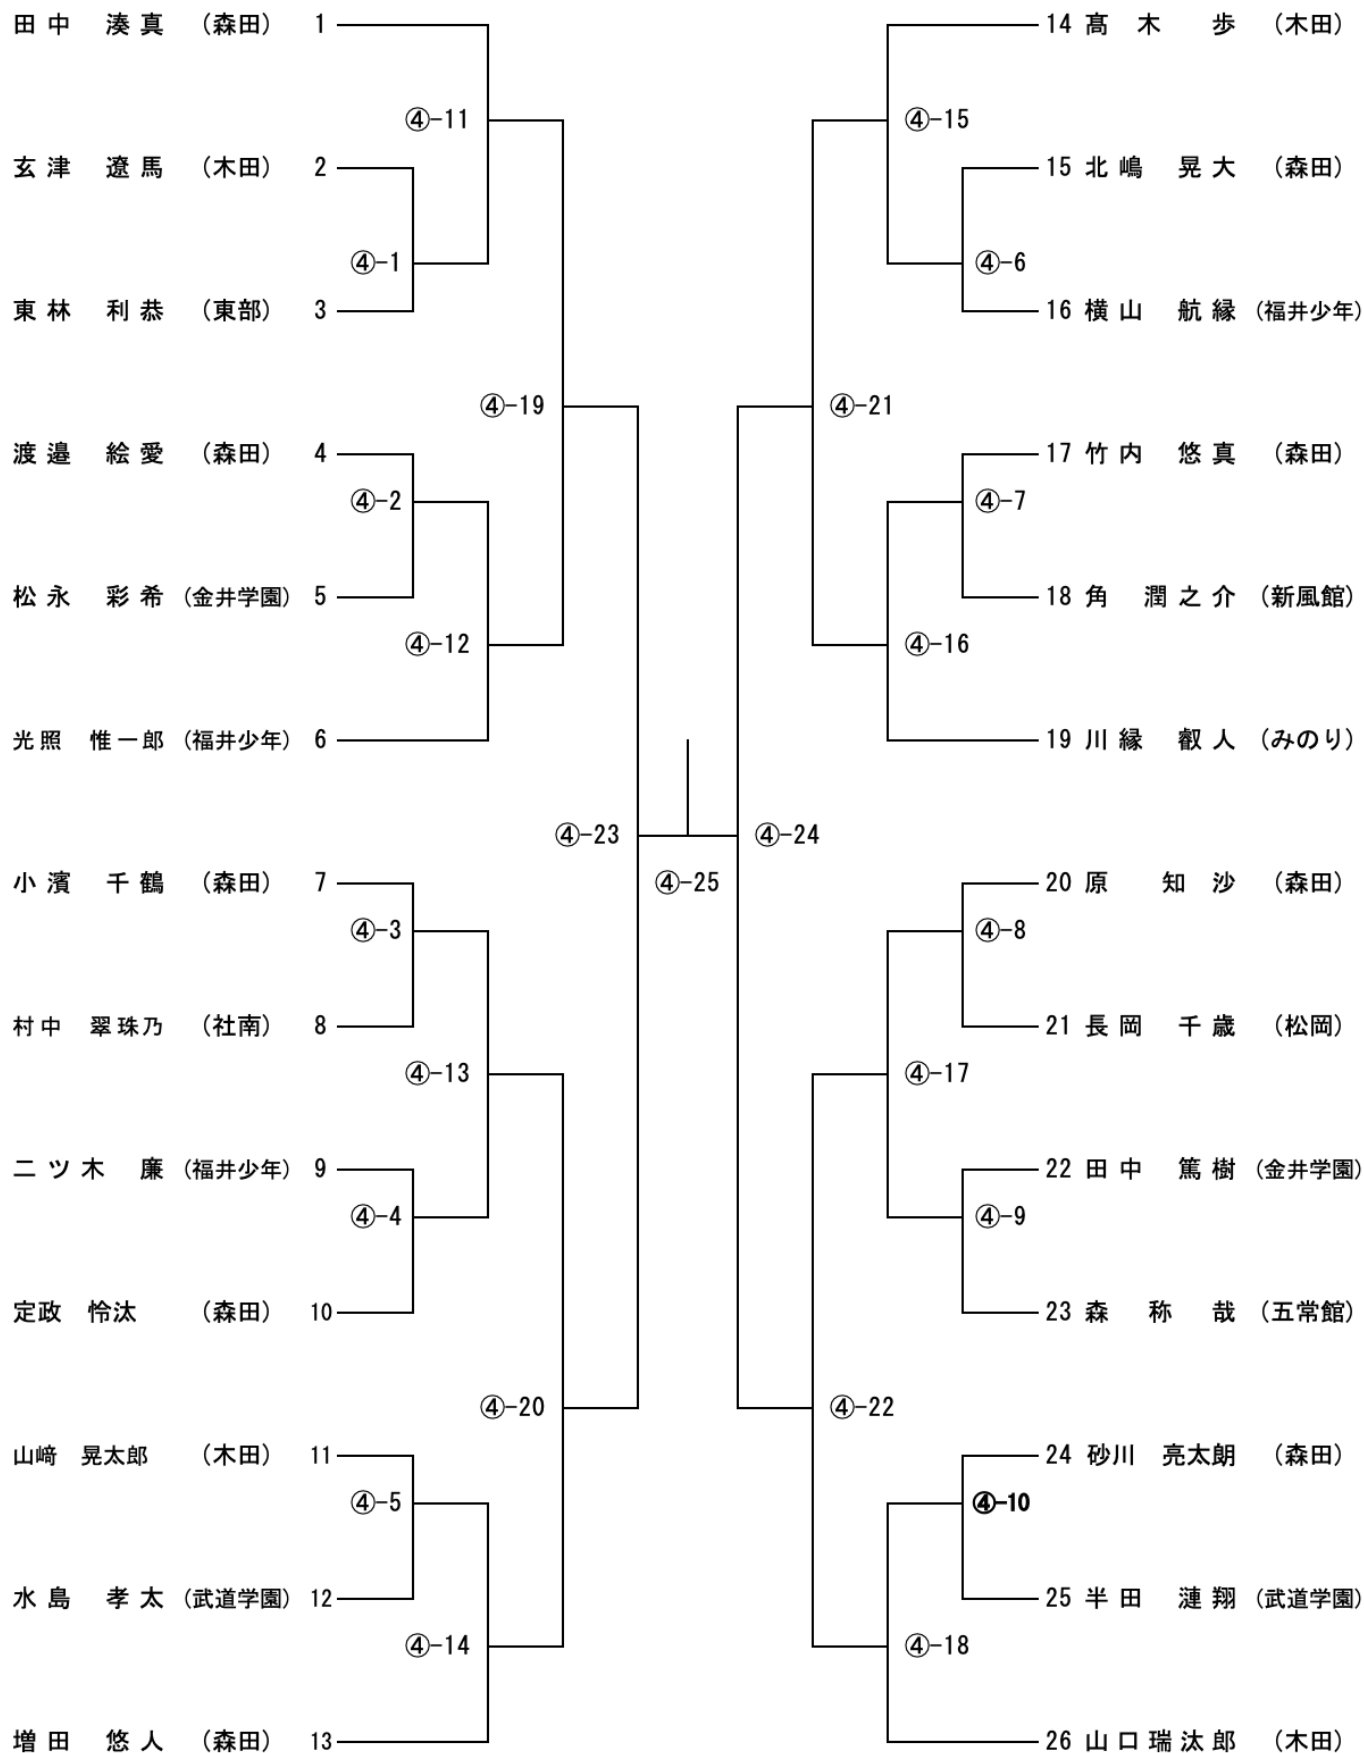 田中 湊真 （森田） 1
14 髙木 歩 （木田）
④-11
④-15
玄津 遼馬 （木田） 2
15 北嶋 晃大 （森田）
④-1
④-6
東林 利恭 （東部） 3
16 横山 航縁 （福井少年）
④-19
④-21
渡邉 絵愛 （森田） 4
17 竹内 悠真 （森田）
④-2
④-7
松永 彩希 （金井学園） 5
18 角 潤之介 （新風館）
④-12
④-16
光照 惟一郎 （福井少年） 6
19 川縁 叡人 （みのり）
④-23
④-24
小濱 千鶴 （森田） 7
④-25
20 原 知沙 （森田）
④-3
④-8
村中 翠珠乃 （社南） 8
21 長岡 千歳 （松岡）
④-13
④-17
二ツ木 廉 （福井少年） 9
22 田中 篤樹 （金井学園）
④-4
④-9
定政 怜汰 （森田） 10
23 森 称哉 （五常館）
④-20
④-22
山﨑 晃太郎 （木田） 11
24 砂川 亮太朗 （森田）
④-5
④-10
水島 孝太 （武道学園） 12
25 半田 漣翔 （武道学園）
④-14
④-18
増田 悠人 （森田） 13
26 山口瑞汰郎 （木田）